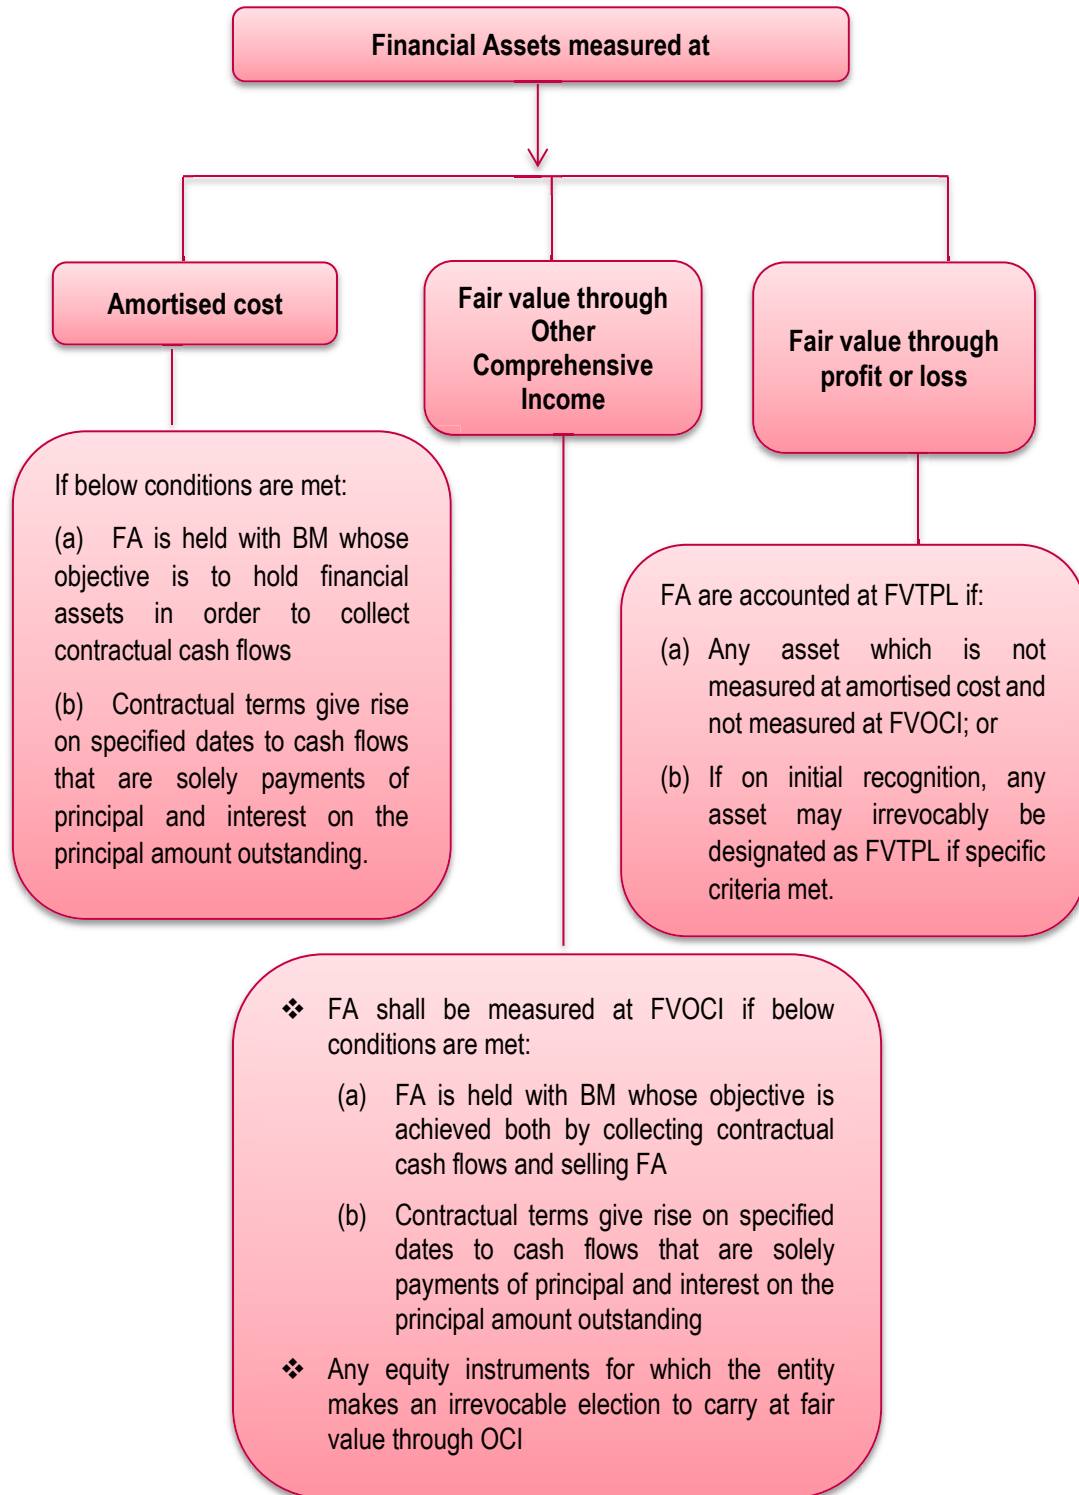 Financial Assets measured at
Amortised cost
Fair value through
Other
Comprehensive
Income
Fair value through
profit or loss
If below conditions are met:
(a) FA is held with BM whose
objective is to hold financial
assets in order to collect
contractual cash flows
(b) Contractual terms give rise
on specified dates to cash flows
that are solely payments of
principal and interest on the
principal amount outstanding.
FA are accounted at FVTPL if:
(a) Any asset which is not
measured at amortised cost and
not measured at FVOCI; or
(b) If on initial recognition, any
asset may irrevocably be
designated as FVTPL if specific
criteria met.
❖ FA shall be measured at FVOCI if below
conditions are met:
(a) FA is held with BM whose objective is
achieved both by collecting contractual
cash flows and selling FA
(b) Contractual terms give rise on specified
dates to cash flows that are solely
payments of principal and interest on the
principal amount outstanding
❖ Any equity instruments for which the entity
makes an irrevocable election to carry at fair
value through OCI